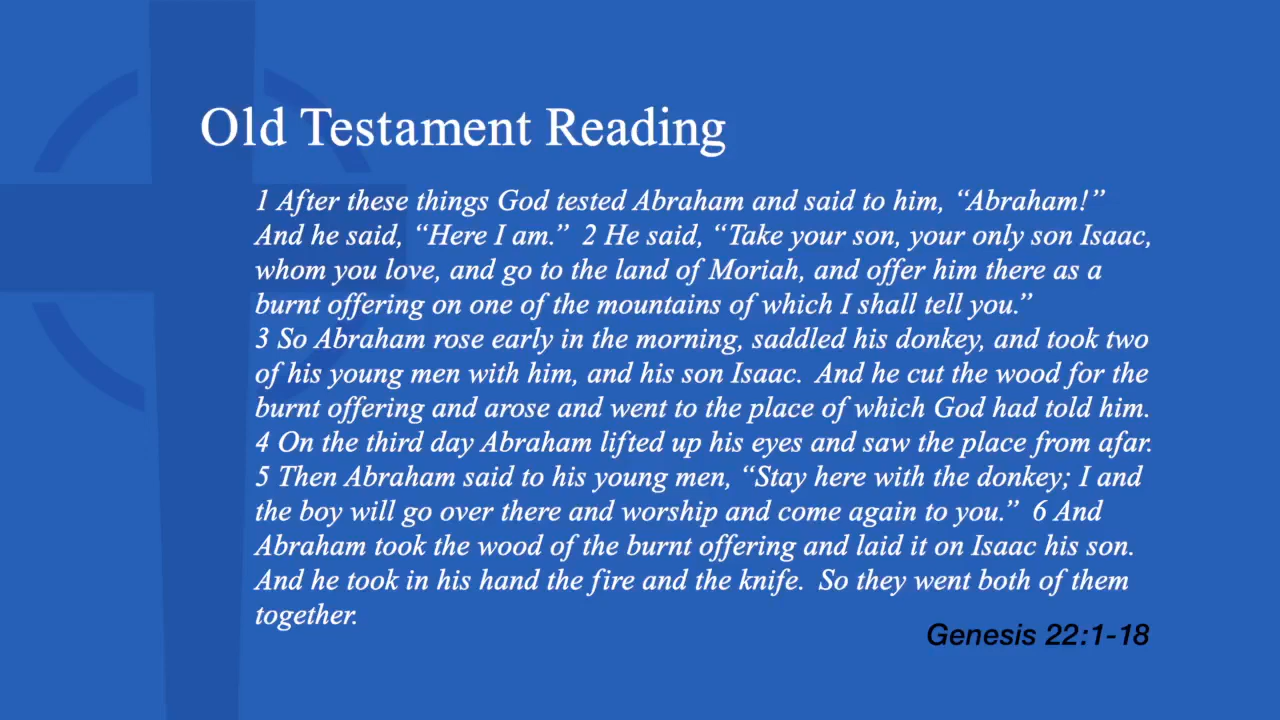 Old Testament Reading
1 After these things God tested Abraham and said to him, “Abraham!”
And he said, “Here I am.”  2 He said, “Take your son, your only son Isaac,
whom you love, and go to the land of Moriah, and offer him there as a
burnt offering on one of the mountains of which I shall tell you.”
3 So Abraham rose early in the morning, saddled his donkey, and took two
of his young men with him, and his son Isaac.  And he cut the wood for the
burnt offering and arose and went to the place of which God had told him.
4 On the third day Abraham lifted up his eyes and saw the place from afar.
5 Then Abraham said to his young men, “Stay here with the donkey; I and
the boy will go over there and worship and come again to you.”  6 And
Abraham took the wood of the burnt offering and laid it on Isaac his son.
And he took in his hand the fire and the knife.  So they went both of them
together.
Genesis 22:1-18